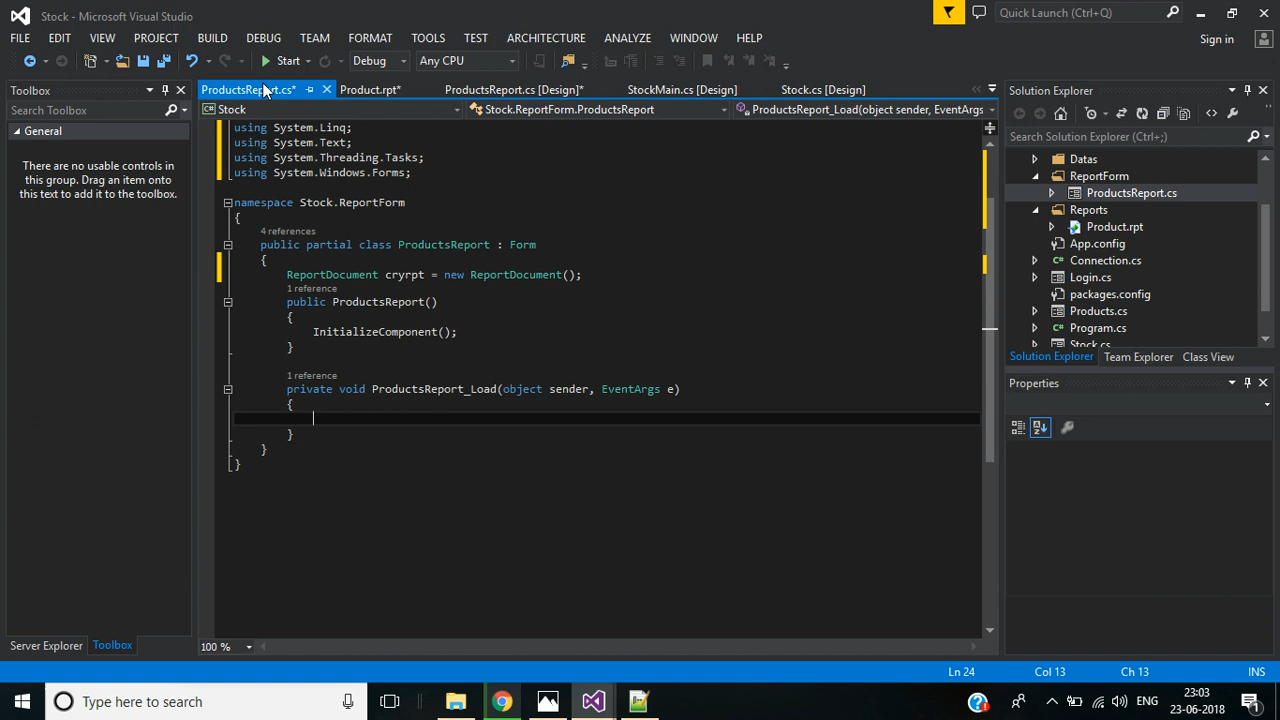 Stock - Microsoft Visual Studio
Quick Launch (Ctrl+Q)
FILE EDIT VIEW PROJECT BUILD DEBUG TEAM FORMAT TOOLS TEST ARCHITECTURE ANALYZE WINDOW HELP
Sign in
Start Debug Any CPU
Toolbox
ProductsReport.cs* Product.rpt* ProductsReport.cs [Design]* StockMain.cs [Design] Stock.cs [Design]
Solution Explorer
Search Toolbox
Stock Stock.ReportForm.ProductsReport ProductsReport_Load(object sender, EventArgs
Search Solution Explorer (Ctrl+;)
General
There are no usable controls in
this group. Drag an item onto
this text to add it to the toolbox.
using System.Linq;
using System.Text;
using System.Threading.Tasks;
using System.Windows.Forms;
namespace Stock.ReportForm
{
4 references
public partial class ProductsReport : Form
{
ReportDocument cryrpt = new ReportDocument();
1 reference
public ProductsReport()
{
InitializeComponent();
}
1 reference
private void ProductsReport_Load(object sender, EventArgs e)
{
}
}
}
Datas
ReportForm
ProductsReport.cs
Reports
Product.rpt
App.config
Connection.cs
Login.cs
packages.config
Products.cs
Program.cs
Stock.cs
Solution Explorer Team Explorer Class View
Properties
Server Explorer Toolbox
100 %
Ln 24 Col 13 Ch 13 INS
Type here to search
ENG
23:03
23-06-2018